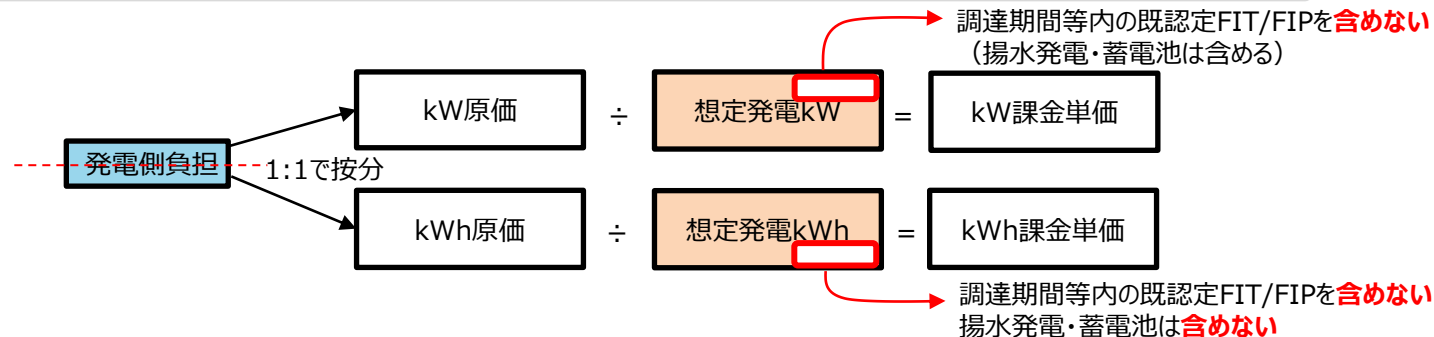 調達期間等内の既認定FIT/FIPを含めない
（揚水発電・蓄電池は含める）
kW原価 ÷ 想定発電kW = kW課金単価
発電側負担
1:1で按分
kWh原価 ÷ 想定発電kWh = kWh課金単価
調達期間等内の既認定FIT/FIPを含めない
揚水発電・蓄電池は含めない